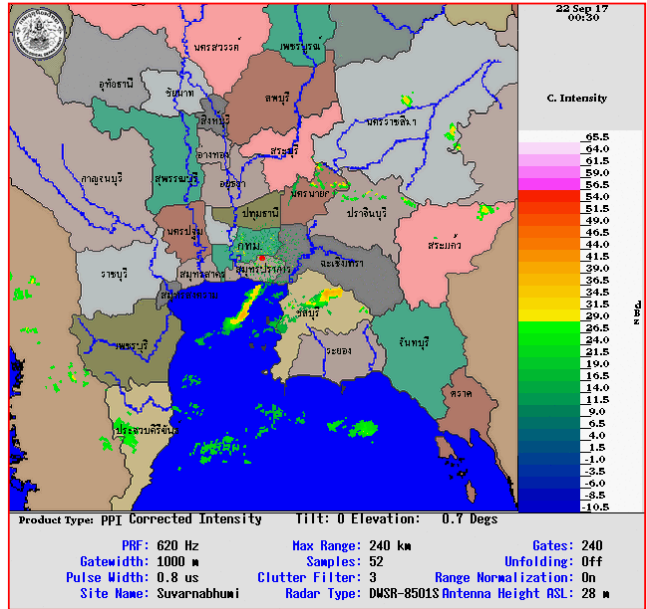 22 Sep 17
00:30
C. Intensity
65.5
64.0
61.5
59.0
56.5
54.0
51.5
49.0
46.5
44.0
41.5
39.0
36.5
34.0
31.5
29.0
26.5
24.0
21.5
19.0
16.5
14.0
11.5
9.0
6.5
4.0
1.5
-1.0
-3.5
-6.0
-8.5
-10.5
นครสวรรค์
เพชรบูรณ์
อุทัยธานี
ชัยนาท
ลพบุรี
สิงห์บุรี
นครราชสีมา
สระบุรี
อ่างทอง
กาญจนบุรี
สุพรรณบุรี
อยุธยา
นครนายก
ปทุมธานี
ปราจีนบุรี
นครปฐม
กทม.
สระแก้ว
ฉะเชิงเทรา
ราชบุรี
สมุทรสาคร
สมุทรปราการ
สมุทรสงคราม
ชลบุรี
เพชรบุรี
ระยอง
จันทบุรี
ตราด
ประจวบคีรีขันธ์
Product Type: PPI Corrected Intensity Tilt: 0 Elevation: 0.7 Degs
PRF: 620 Hz Max Range: 240 km Gates: 240
Gatewidth: 1000 m Samples: 52 Unfolding: Off
Pulse Width: 0.8 us Clutter Filter: 3 Range Normalization: On
Site Name: Suvarnabhumi Radar Type: DWSR-8501S Antenna Height ASL: 28 m